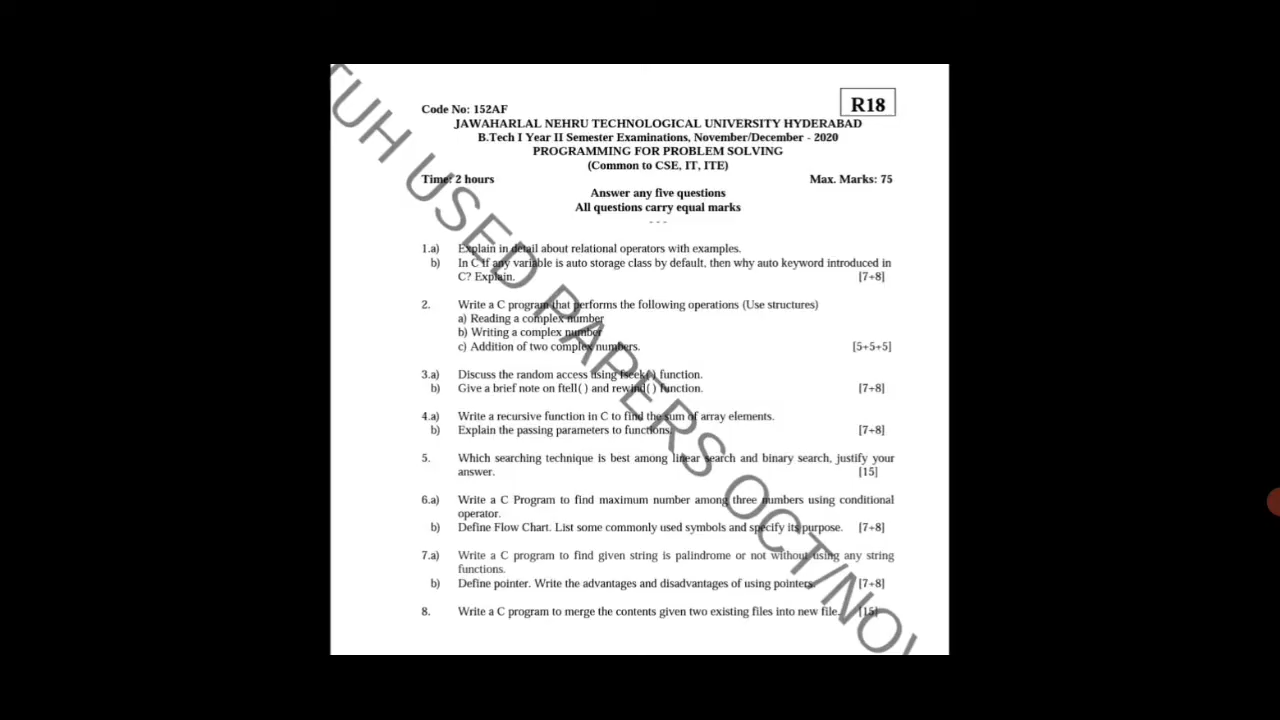 R18
Code No: 152AF
JAWAHARLAL NEHRU TECHNOLOGICAL UNIVERSITY HYDERABAD
B.Tech I Year II Semester Examinations, November/December - 2020
PROGRAMMING FOR PROBLEM SOLVING
(Common to CSE, IT, ITE)
Time: 2 hours Max. Marks: 75
Answer any five questions
All questions carry equal marks
- - -
1.a) Explain in detail about relational operators with examples.
b) In C if any variable is auto storage class by default, then why auto keyword introduced in
C? Explain. [7+8]
2. Write a C program that performs the following operations (Use structures)
a) Reading a complex number
b) Writing a complex number
c) Addition of two complex numbers. [5+5+5]
3.a) Discuss the random access using fseek( ) function.
b) Give a brief note on ftell( ) and rewind( ) function. [7+8]
4.a) Write a recursive function in C to find the sum of array elements.
b) Explain the passing parameters to functions. [7+8]
5. Which searching technique is best among linear search and binary search, justify your
answer. [15]
6.a) Write a C Program to find maximum number among three numbers using conditional
operator.
b) Define Flow Chart. List some commonly used symbols and specify its purpose. [7+8]
7.a) Write a C program to find given string is palindrome or not without using any string
functions.
b) Define pointer. Write the advantages and disadvantages of using pointers. [7+8]
8. Write a C program to merge the contents given two existing files into new file. [15]
TUH USED PAPERS OCT/NOV